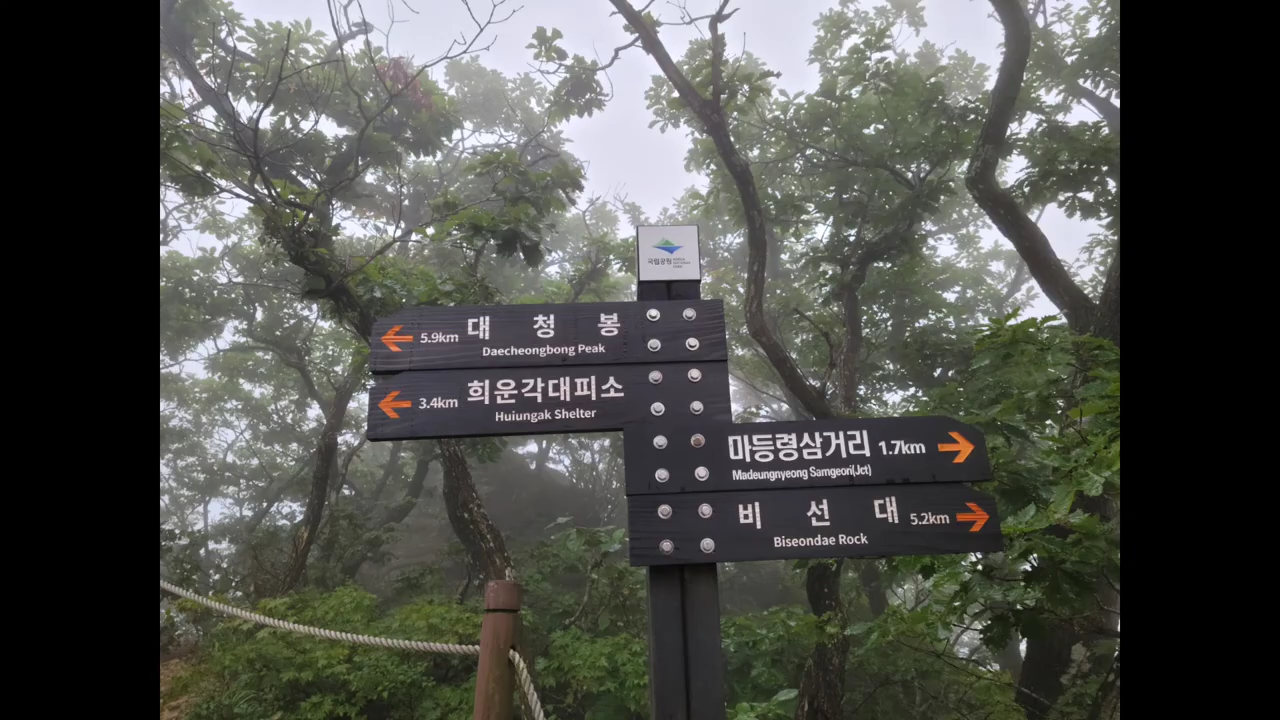 국립공원
5.9km 대청봉
Daecheongbong Peak
3.4km 희운각대피소
Huiungak Shelter
마등령삼거리 1.7km
Madeungnyeong Samgeori(Jct)
비선대 5.2km
Biseondae Rock